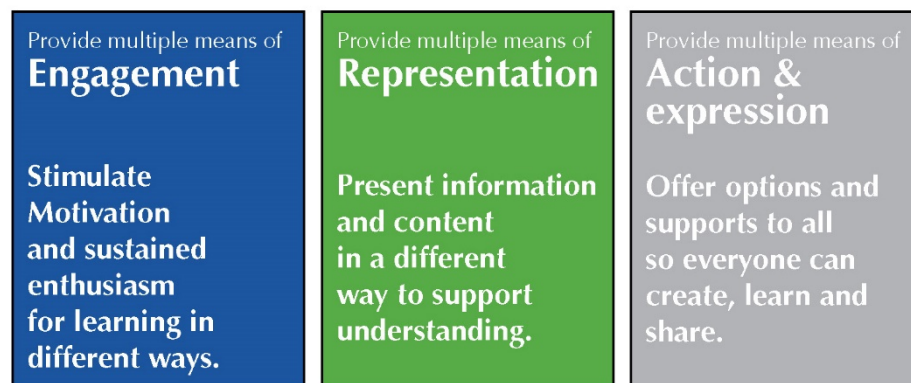 Provide multiple means of
Engagement
Stimulate
Motivation
and sustained
enthusiasm
for learning in
different ways.
Provide multiple means of
Representation
Present information
and content
in a different
way to support
understanding.
Provide multiple means of
Action &
expression
Offer options and
supports to all
so everyone can
create, learn and
share.